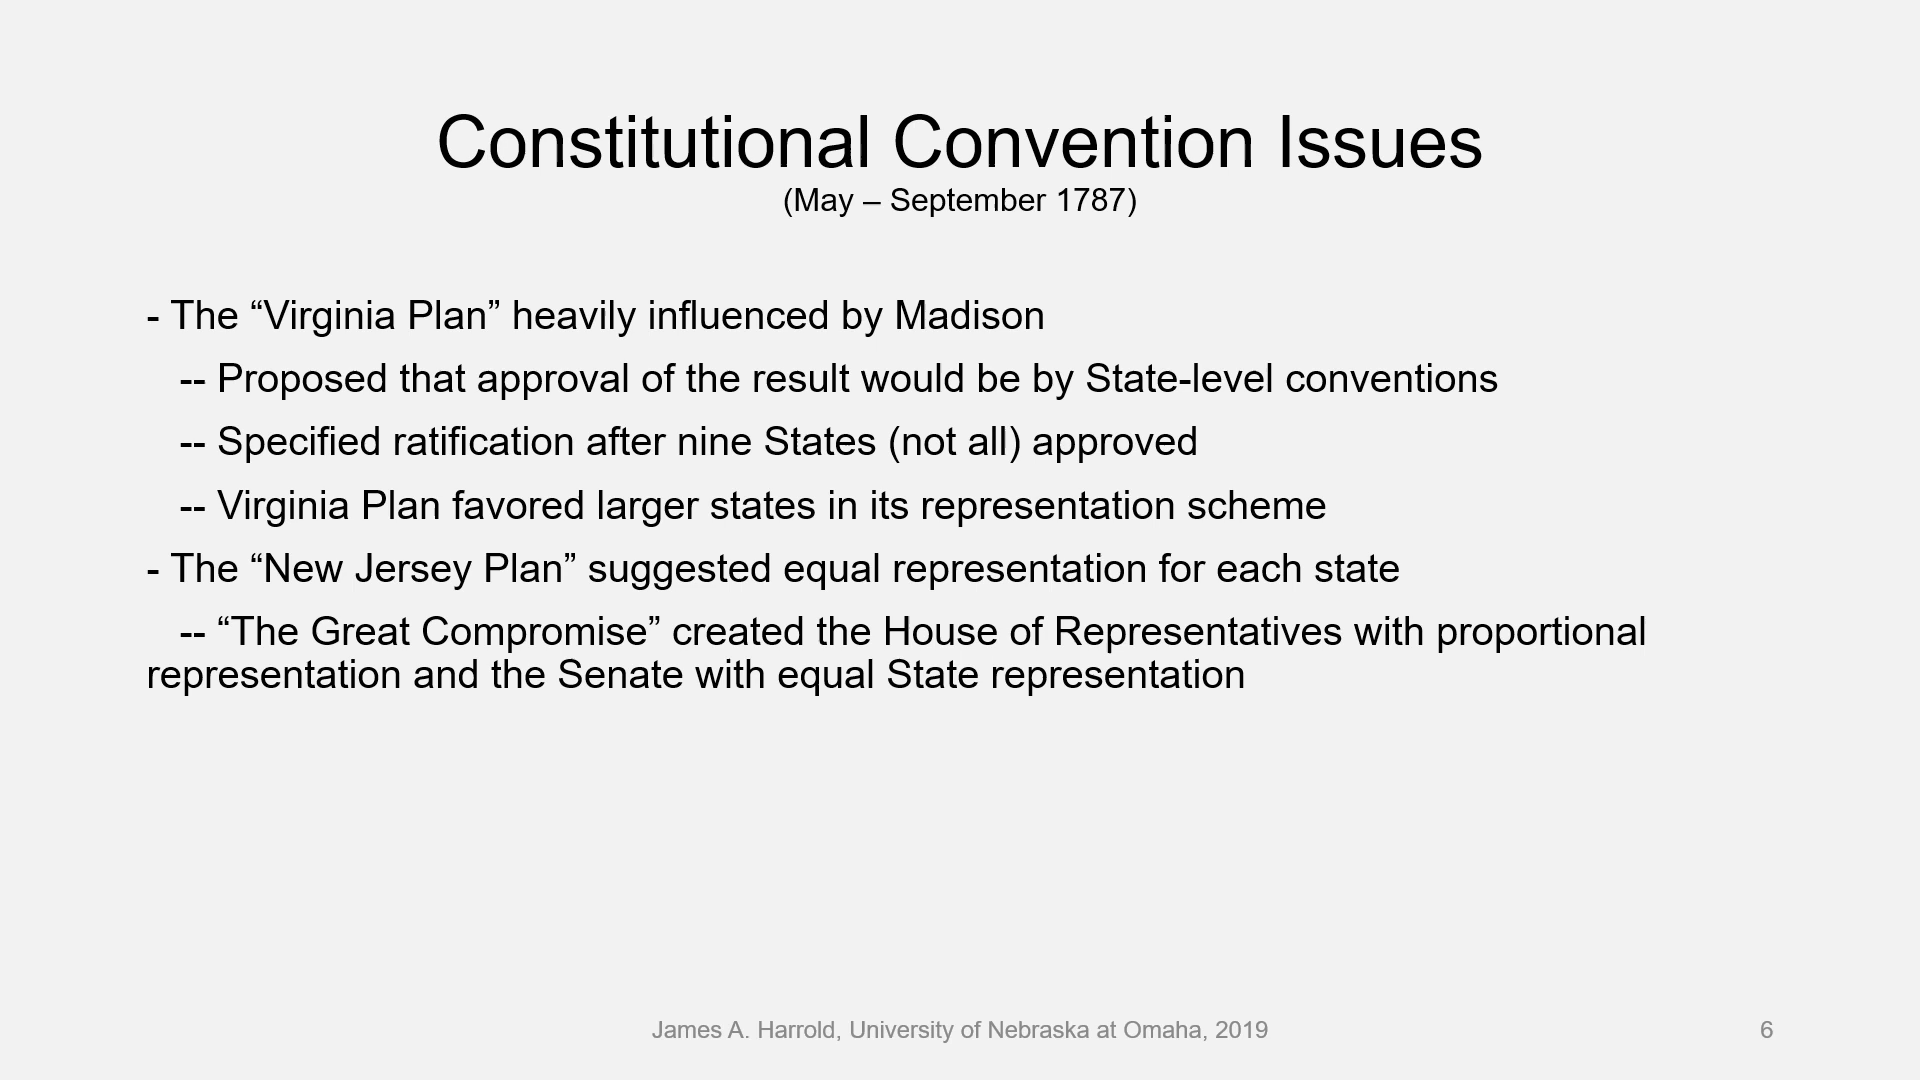 Constitutional Convention Issues
(May – September 1787)
- The “Virginia Plan” heavily influenced by Madison
-- Proposed that approval of the result would be by State-level conventions
-- Specified ratification after nine States (not all) approved
-- Virginia Plan favored larger states in its representation scheme
- The “New Jersey Plan” suggested equal representation for each state
-- “The Great Compromise” created the House of Representatives with proportional
representation and the Senate with equal State representation
James A. Harrold, University of Nebraska at Omaha, 2019
6